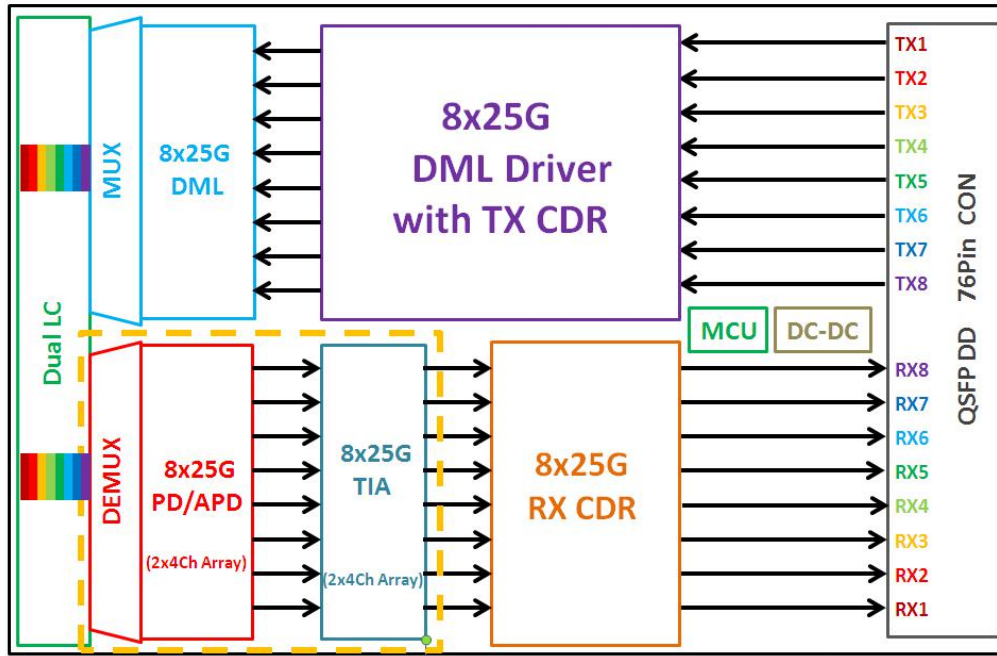 Dual LC
MUX
8x25G
DML
8x25G
DML Driver
with TX CDR
TX1
TX2
TX3
TX4
TX5
TX6
TX7
TX8
QSFP DD 76Pin CON
MCU
DC-DC
DEMUX
8x25G
PD/APD
(2x4Ch Array)
8x25G
TIA
(2x4Ch Array)
8x25G
RX CDR
RX8
RX7
RX6
RX5
RX4
RX3
RX2
RX1